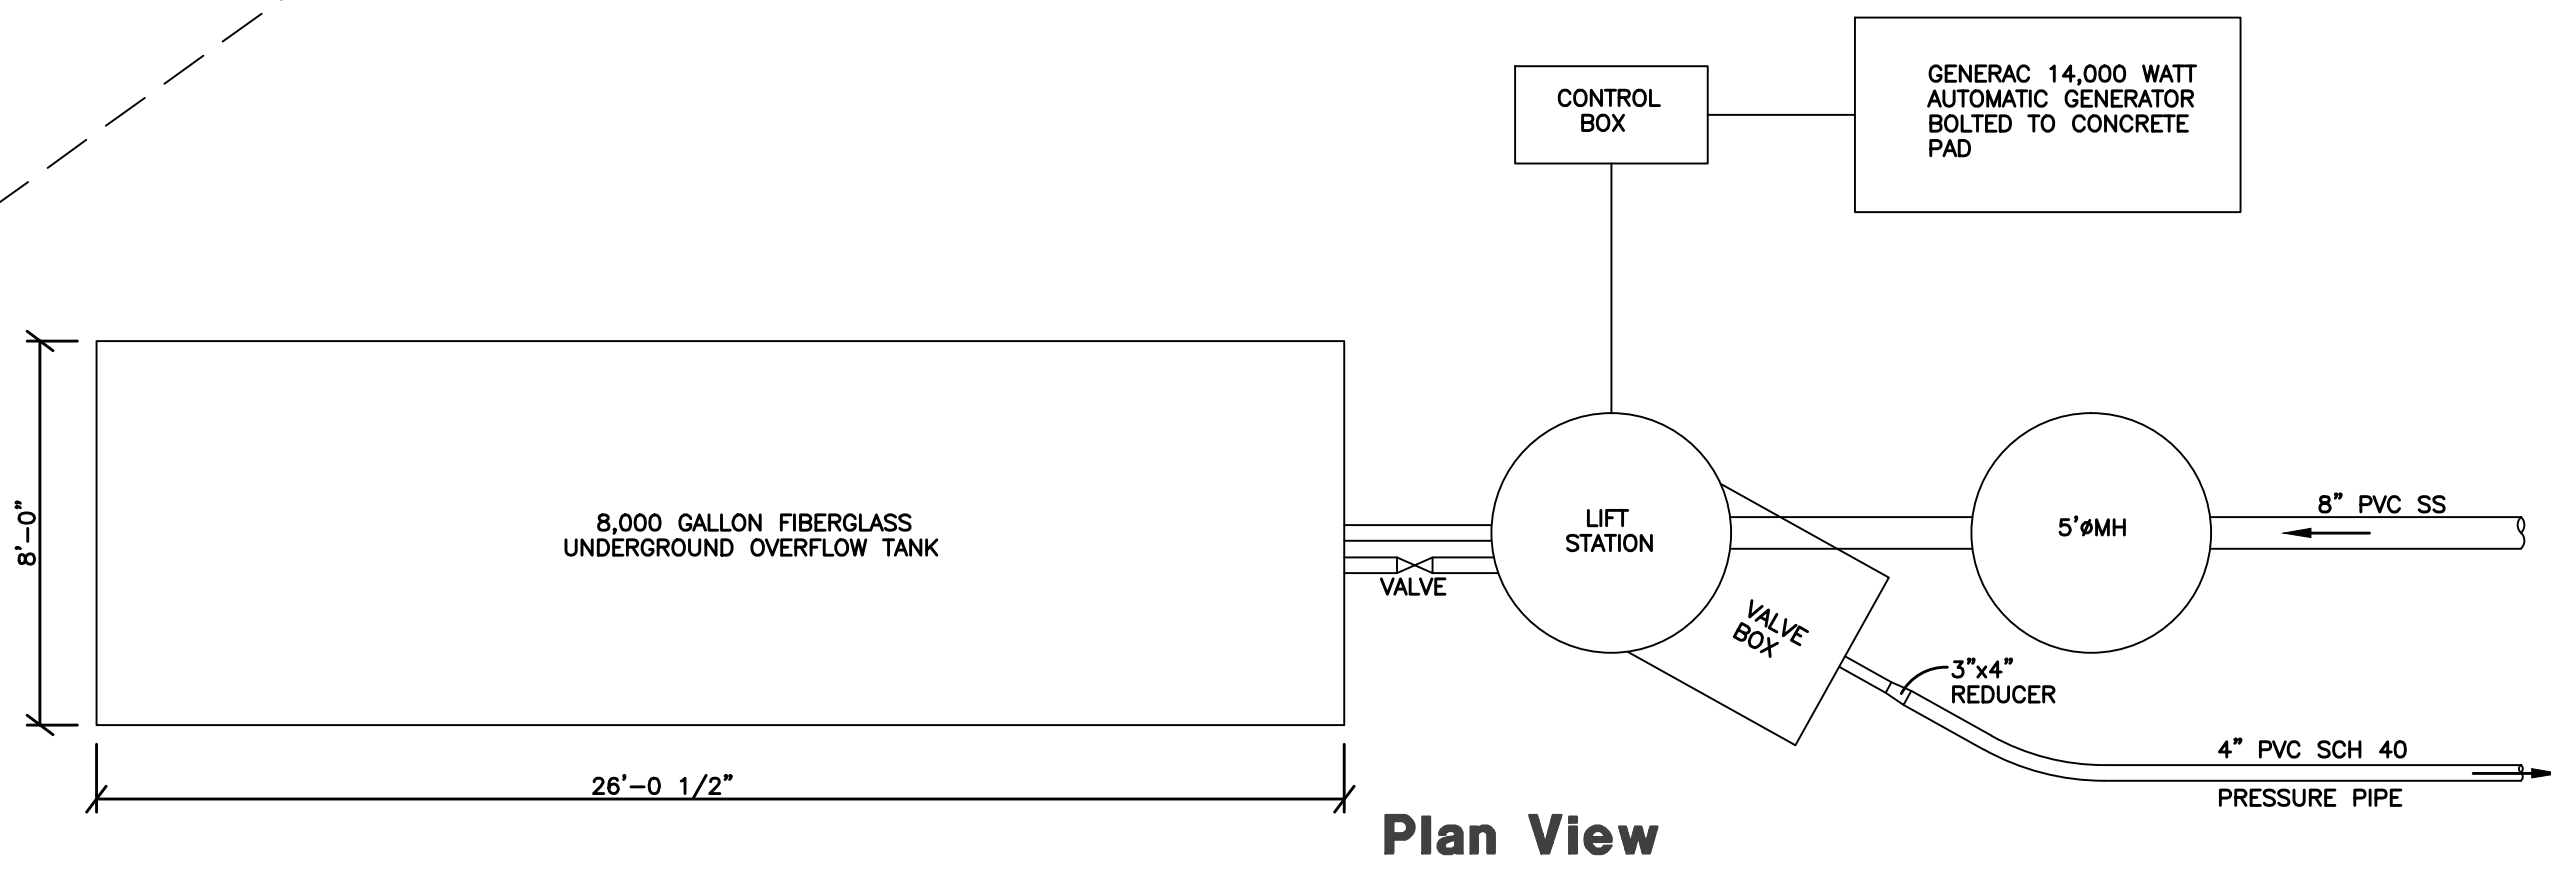 GENERAC 14,000 WATT
AUTOMATIC GENERATOR
BOLTED TO CONCRETE
PAD
CONTROL
BOX
8'-0"
8,000 GALLON FIBERGLASS
UNDERGROUND OVERFLOW TANK
VALVE
LIFT
STATION
5'øMH
8" PVC SS
VALVE
BOX
3"x4"
REDUCER
4" PVC SCH 40
PRESSURE PIPE
26'-0 1/2"
Plan View